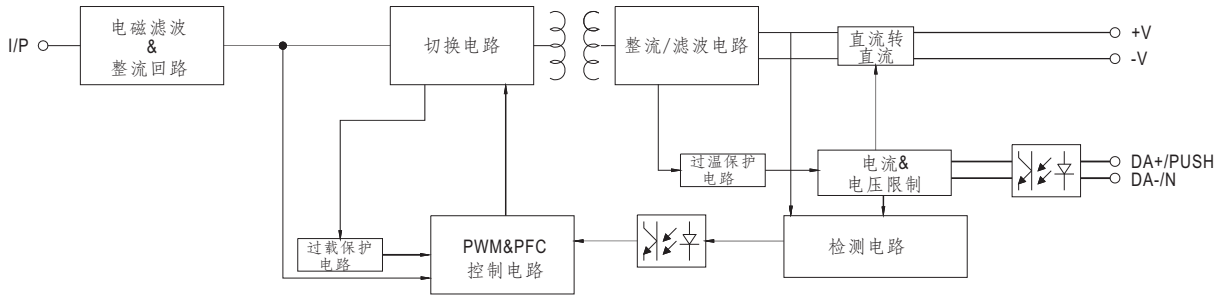 I/P
电磁滤波
&
整流回路
切换电路
整流/滤波电路
直流转
直流
+V
-V
过温保护
电路
电流&
电压限制
DA+/PUSH
DA-/N
过载保护
电路
PWM&PFC
控制电路
检测电路